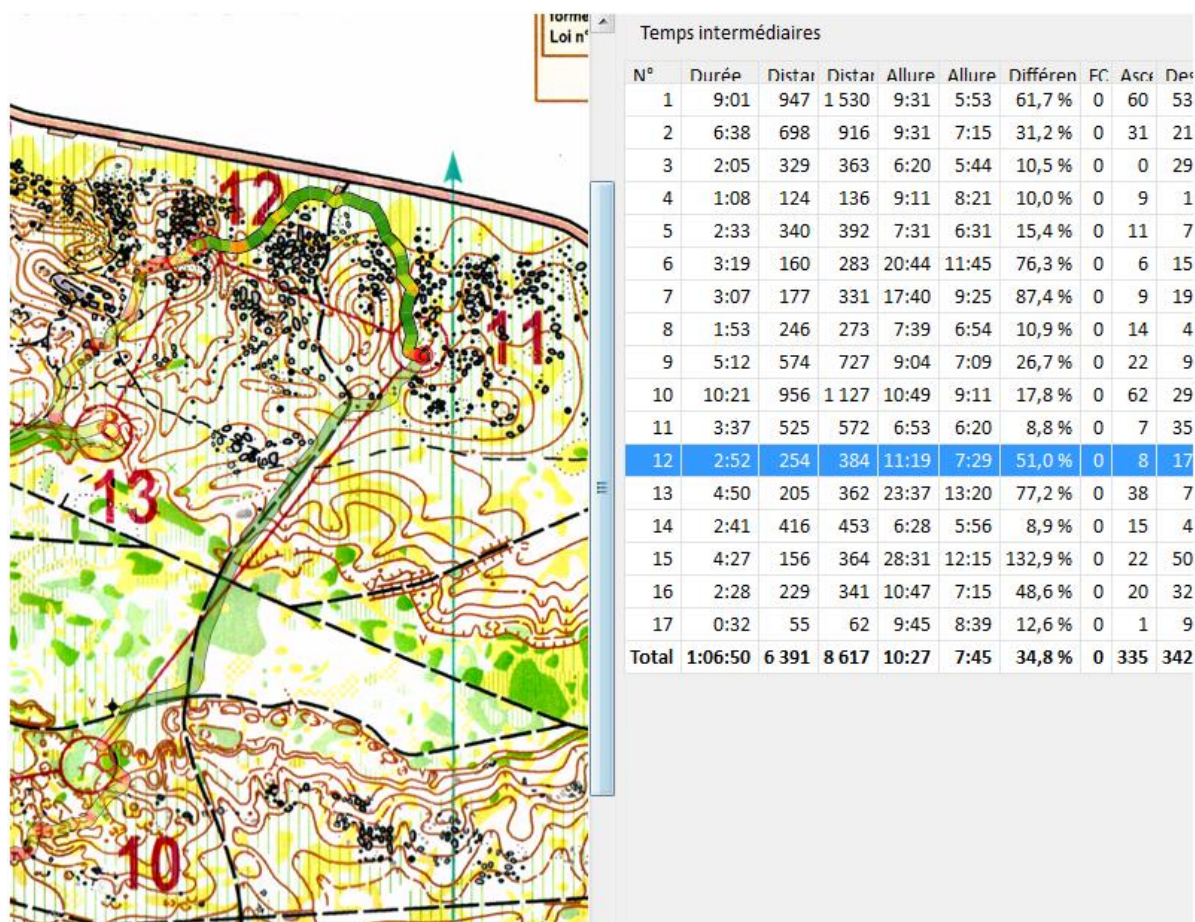 Loi n°
12
11
13
10
Temps intermédiaires
N° Durée Distar Distar Allure Allure Différen FC Asce Des
1 9:01 947 1 530 9:31 5:53 61,7 % 0 60 53
2 6:38 698 916 9:31 7:15 31,2 % 0 31 21
3 2:05 329 363 6:20 5:44 10,5 % 0 0 29
4 1:08 124 136 9:11 8:21 10,0 % 0 9 1
5 2:33 340 392 7:31 6:31 15,4 % 0 11 7
6 3:19 160 283 20:44 11:45 76,3 % 0 6 15
7 3:07 177 331 17:40 9:25 87,4 % 0 9 19
8 1:53 246 273 7:39 6:54 10,9 % 0 14 4
9 5:12 574 727 9:04 7:09 26,7 % 0 22 9
10 10:21 956 1 127 10:49 9:11 17,8 % 0 62 29
11 3:37 525 572 6:53 6:20 8,8 % 0 7 35
12 2:52 254 384 11:19 7:29 51,0 % 0 8 17
13 4:50 205 362 23:37 13:20 77,2 % 0 38 7
14 2:41 416 453 6:28 5:56 8,9 % 0 15 4
15 4:27 156 364 28:31 12:15 132,9 % 0 22 50
16 2:28 229 341 10:47 7:15 48,6 % 0 20 32
17 0:32 55 62 9:45 8:39 12,6 % 0 1 9
Total 1:06:50 6 391 8 617 10:27 7:45 34,8 % 0 335 342